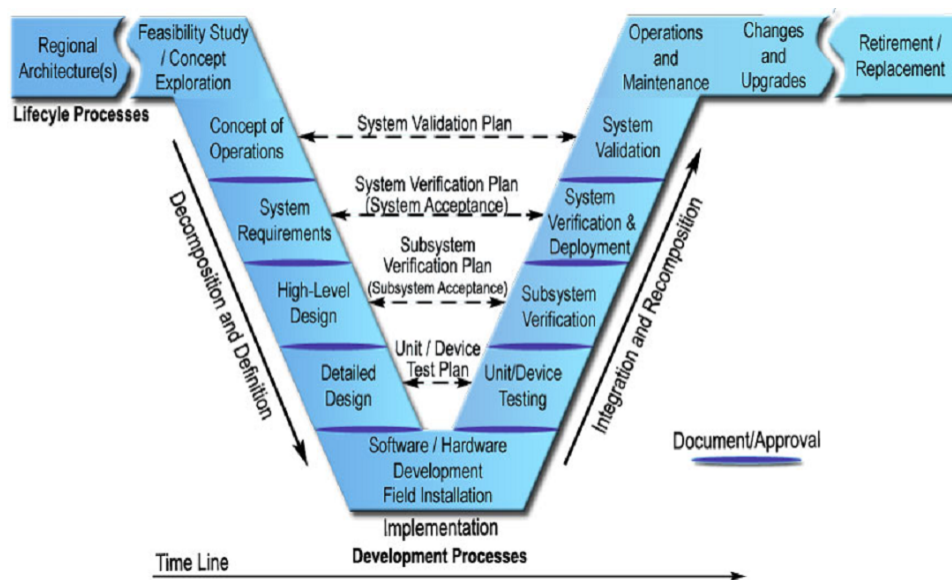 Regional
Architecture(s)
Feasibility Study
/ Concept
Exploration
Operations
and
Maintenance
Changes
and
Upgrades
Retirement /
Replacement
Lifecyle Processes
Concept of
Operations
System Validation Plan
System
Validation
System
Requirements
System Verification Plan
(System Acceptance)
System
Verification &
Deployment
High-Level
Design
Subsystem
Verification Plan
(Subsystem Acceptance)
Subsystem
Verification
Detailed
Design
Unit / Device
Test Plan
Unit/Device
Testing
Decomposition and Definition
Integration and Recomposition
Software / Hardware
Development
Field Installation
Document/Approval
Implementation
Development Processes
Time Line